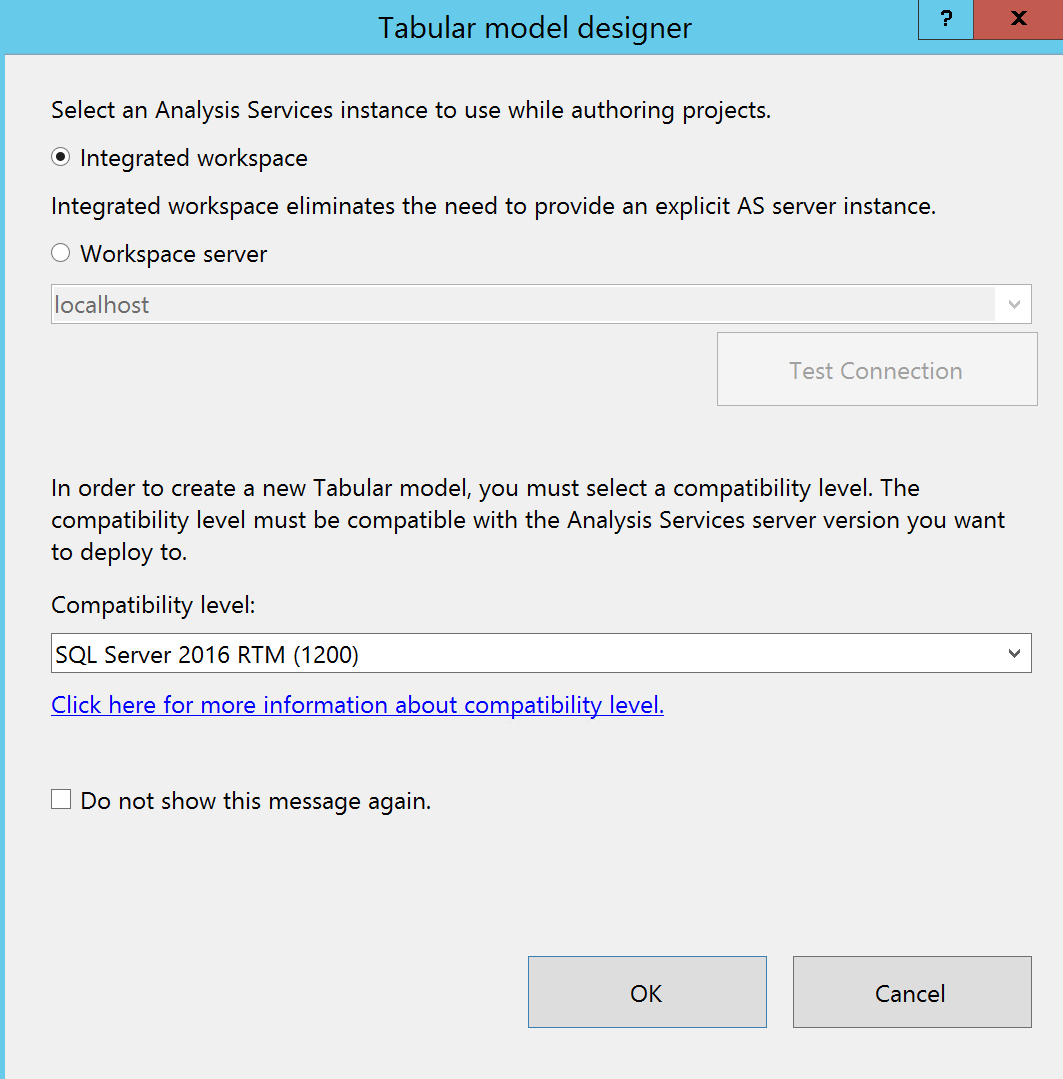 Tabular model designer
?
X
Select an Analysis Services instance to use while authoring projects.
Integrated workspace
Integrated workspace eliminates the need to provide an explicit AS server instance.
Workspace server
localhost
Test Connection
In order to create a new Tabular model, you must select a compatibility level. The
compatibility level must be compatible with the Analysis Services server version you want
to deploy to.
Compatibility level:
SQL Server 2016 RTM (1200)
Click here for more information about compatibility level.
Do not show this message again.
OK
Cancel